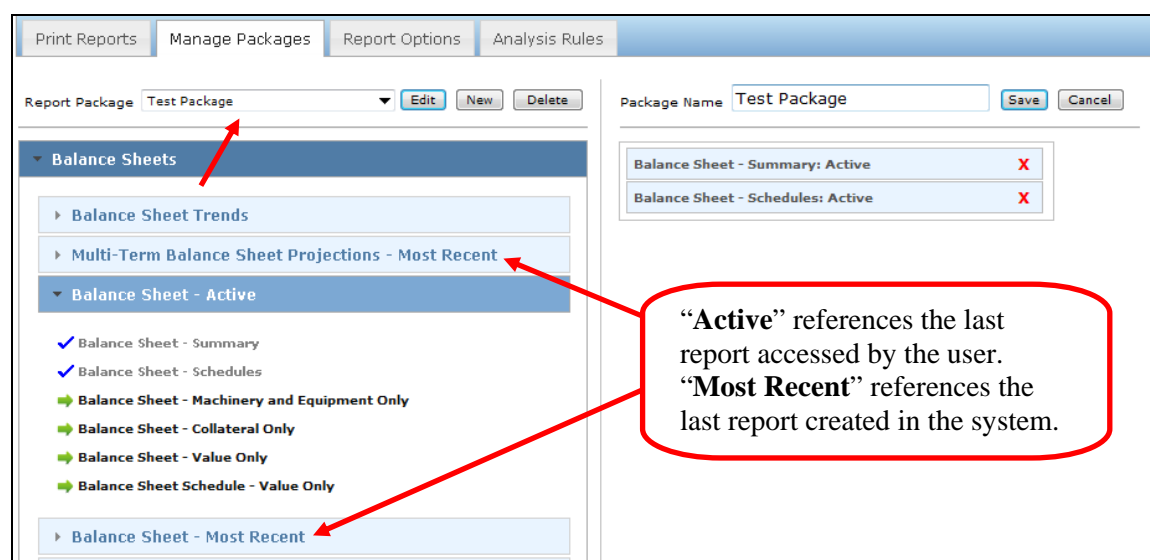 Print Reports Manage Packages Report Options Analysis Rules
Report Package Test Package Edit New Delete
Package Name Test Package Save Cancel
Balance Sheets
Balance Sheet Trends
Multi-Term Balance Sheet Projections - Most Recent
Balance Sheet - Active
Balance Sheet - Summary
Balance Sheet - Schedules
Balance Sheet - Machinery and Equipment Only
Balance Sheet - Collateral Only
Balance Sheet - Value Only
Balance Sheet Schedule - Value Only
Balance Sheet - Most Recent
Balance Sheet - Summary: Active X
Balance Sheet - Schedules: Active X
“Active” references the last
report accessed by the user.
“Most Recent” references the
last report created in the system.